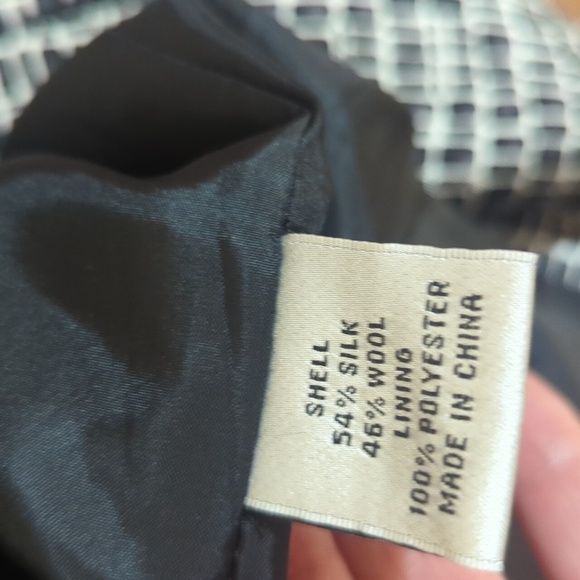 SHELL
54% SILK
46% WOOL
LINING
100% POLYESTER
MADE IN CHINA